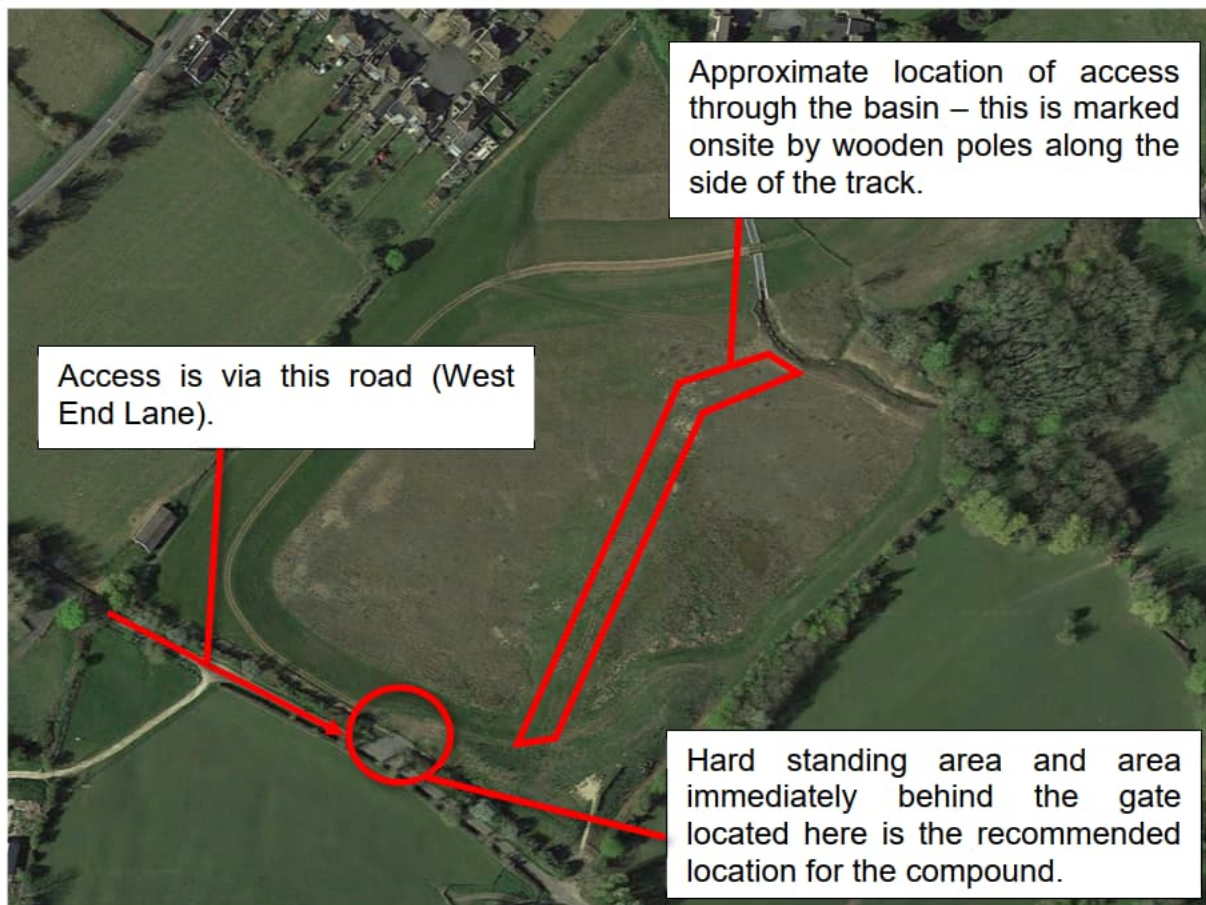 Approximate location of access
through the basin – this is marked
onsite by wooden poles along the
side of the track.
Access is via this road (West
End Lane).
Hard standing area and area
immediately behind the gate
located here is the recommended
location for the compound.